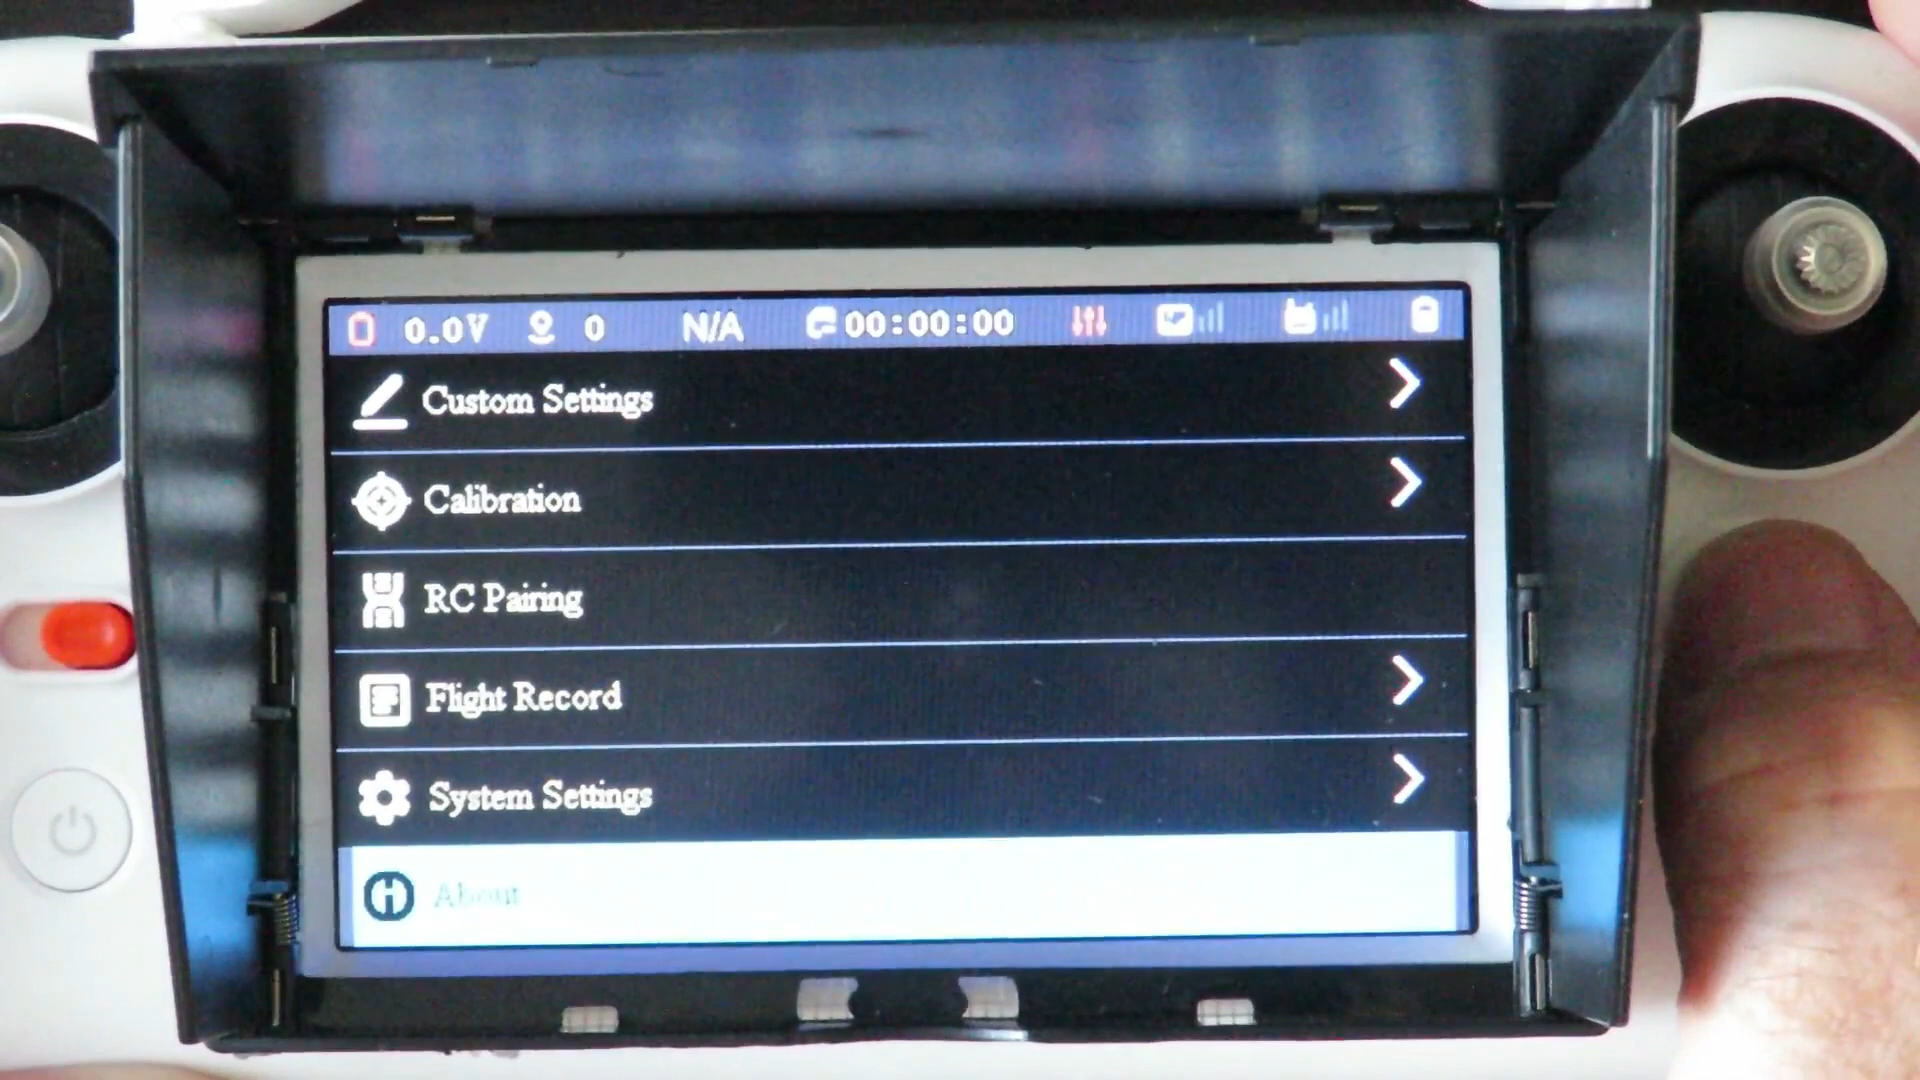 0.0V 0 N/A 00:00:00
Custom Settings
Calibration
RC Pairing
Flight Record
System Settings
About